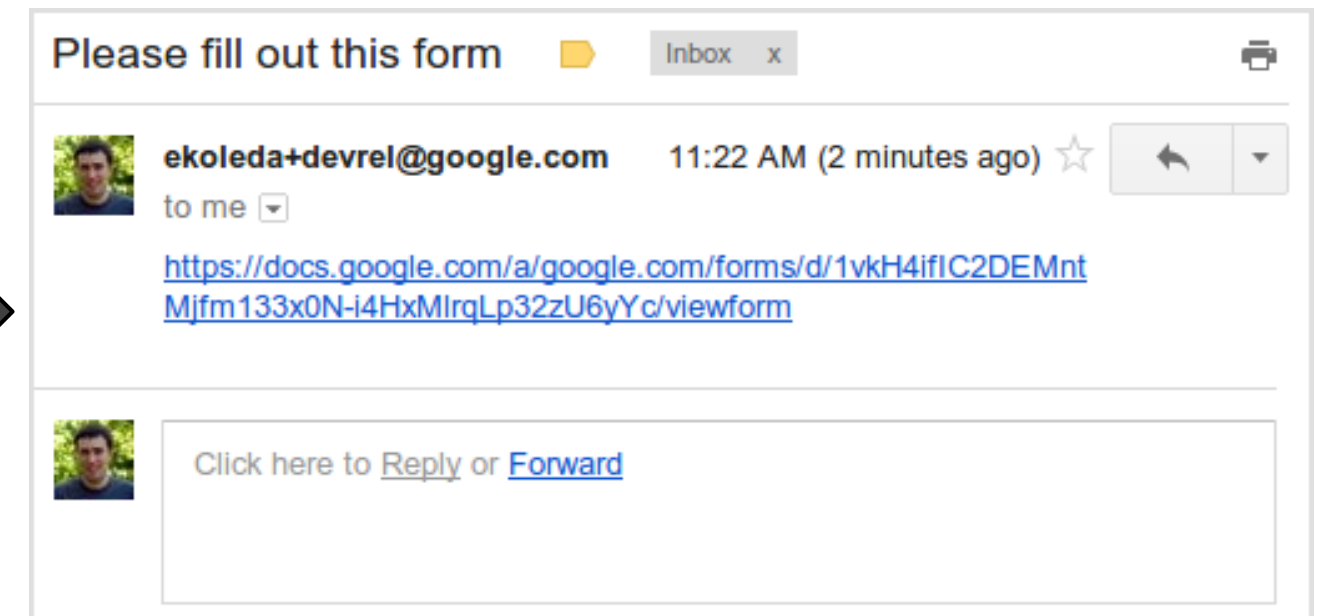 Please fill out this form Inbox x
ekoleda+devrel@google.com 11:22 AM (2 minutes ago)
to me
https://docs.google.com/a/google.com/forms/d/1vkH4ifIC2DEMnt
Mjfm133x0N-i4HxMIrqLp32zU6yYc/viewform
Click here to Reply or Forward